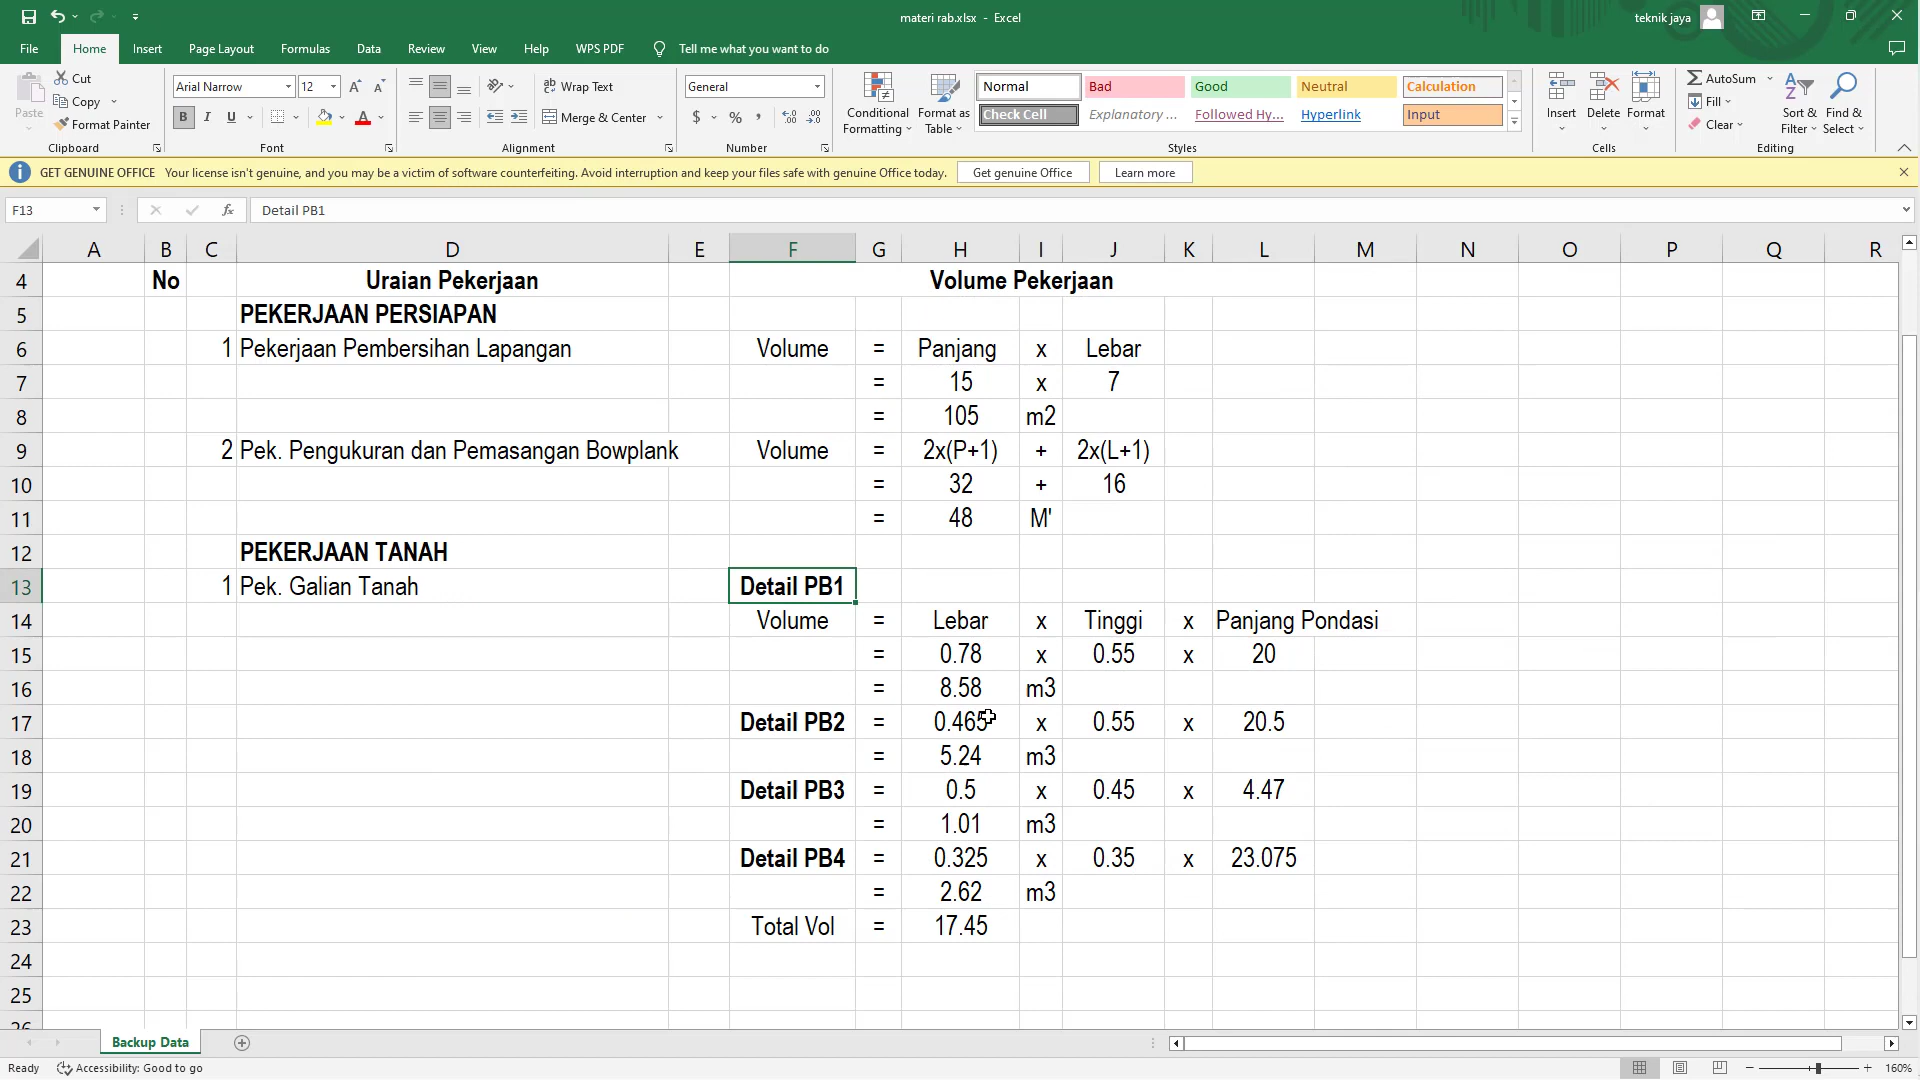 materi rab.xlsx - Excel
teknik jaya
File Home Insert Page Layout Formulas Data Review View Help WPS PDF Tell me what you want to do
Paste
Cut
Copy
Format Painter
Clipboard
Arial Narrow 12
B I U
Font
Wrap Text
Merge & Center
Alignment
General
$ % ,
Number
Conditional Formatting
Format as Table
Normal Bad Good Neutral Calculation
Check Cell Explanatory ... Followed Hy... Hyperlink Input
Styles
Insert Delete Format
Cells
AutoSum
Fill
Clear
Sort & Filter
Find & Select
Editing
GET GENUINE OFFICE Your license isn't genuine, and you may be a victim of software counterfeiting. Avoid interruption and keep your files safe with genuine Office today. Get genuine Office Learn more
F13 fx Detail PB1
A B C D E F G H I J K L M N O P Q R
4 No Uraian Pekerjaan Volume Pekerjaan
5 PEKERJAAN PERSIAPAN
6 1 Pekerjaan Pembersihan Lapangan Volume = Panjang x Lebar
7 = 15 x 7
8 = 105 m2
9 2 Pek. Pengukuran dan Pemasangan Bowplank Volume = 2x(P+1) + 2x(L+1)
10 = 32 + 16
11 = 48 M'
12 PEKERJAAN TANAH
13 1 Pek. Galian Tanah Detail PB1
14 Volume = Lebar x Tinggi x Panjang Pondasi
15 = 0.78 x 0.55 x 20
16 = 8.58 m3
17 Detail PB2 = 0.465 x 0.55 x 20.5
18 = 5.24 m3
19 Detail PB3 = 0.5 x 0.45 x 4.47
20 = 1.01 m3
21 Detail PB4 = 0.325 x 0.35 x 23.075
22 = 2.62 m3
23 Total Vol = 17.45
24
25
26
Backup Data
Ready Accessibility: Good to go 160%